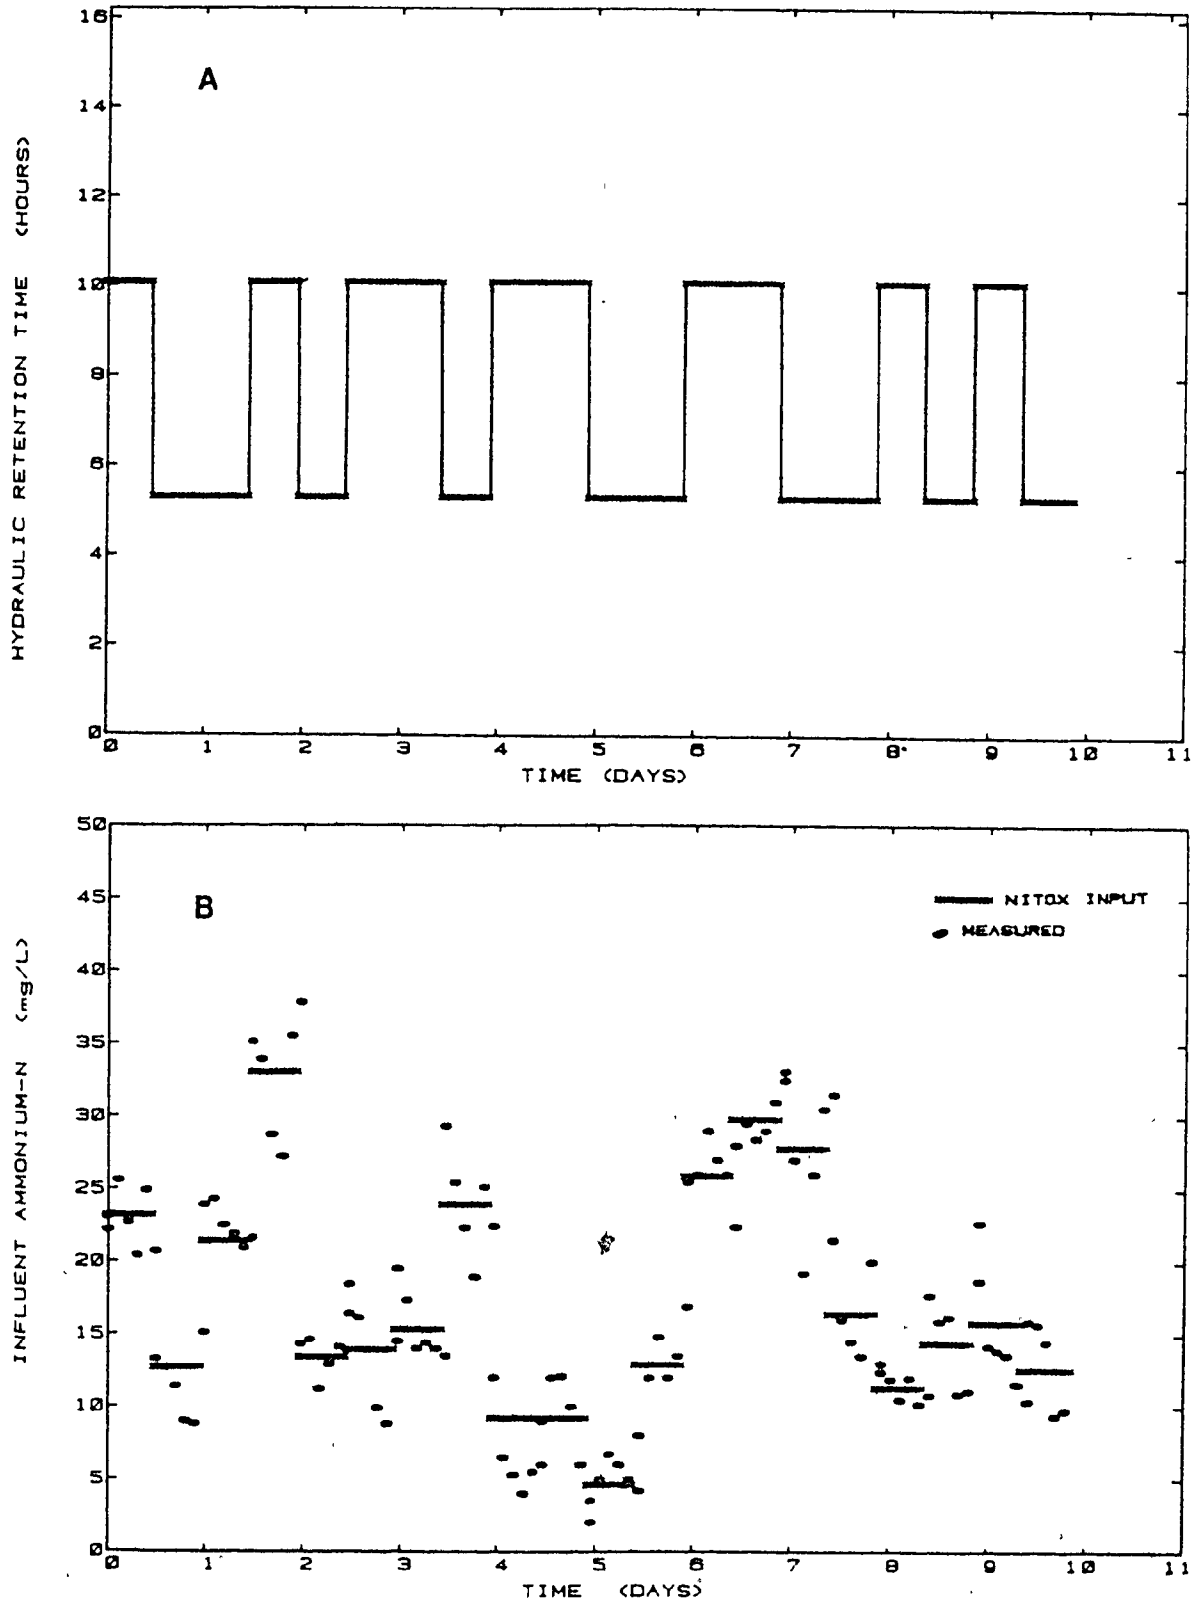 A
HYDRAULIC RETENTION TIME (HOURS)
16
14
12
10
8
6
4
2
0
0 1 2 3 4 5 6 7 8 9 10 11
TIME (DAYS)
B
NITOX INPUT
MEASURED
INFLUENT AMMONIUM-N (mg/L)
50
45
40
35
30
25
20
15
10
5
0
0 1 2 3 4 5 6 7 8 9 10 11
TIME (DAYS)